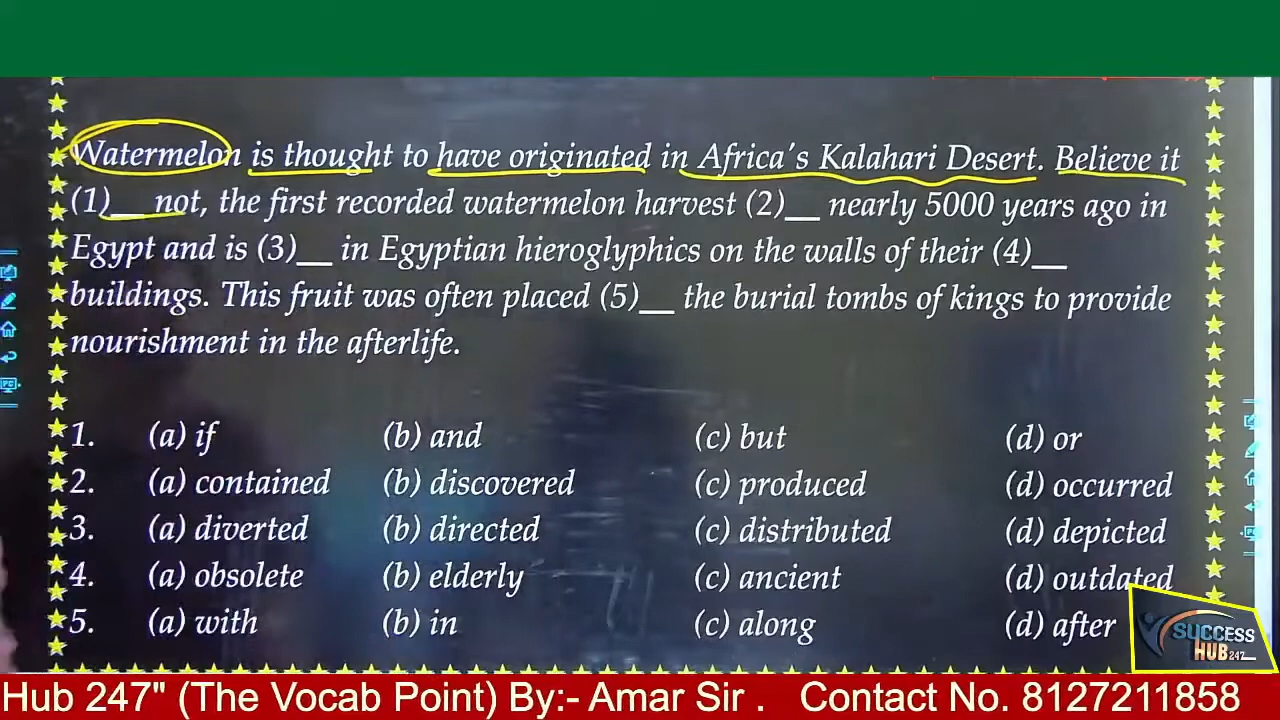 Watermelon is thought to have originated in Africa's Kalahari Desert. Believe it
(1)__ not, the first recorded watermelon harvest (2)__ nearly 5000 years ago in
Egypt and is (3)__ in Egyptian hieroglyphics on the walls of their (4)__
buildings. This fruit was often placed (5)__ the burial tombs of kings to provide
nourishment in the afterlife.
1. (a) if (b) and (c) but (d) or
2. (a) contained (b) discovered (c) produced (d) occurred
3. (a) diverted (b) directed (c) distributed (d) depicted
4. (a) obsolete (b) elderly (c) ancient (d) outdated
5. (a) with (b) in (c) along (d) after
SUCCESS
HUB 247
Hub 247" (The Vocab Point) By:- Amar Sir . Contact No. 8127211858